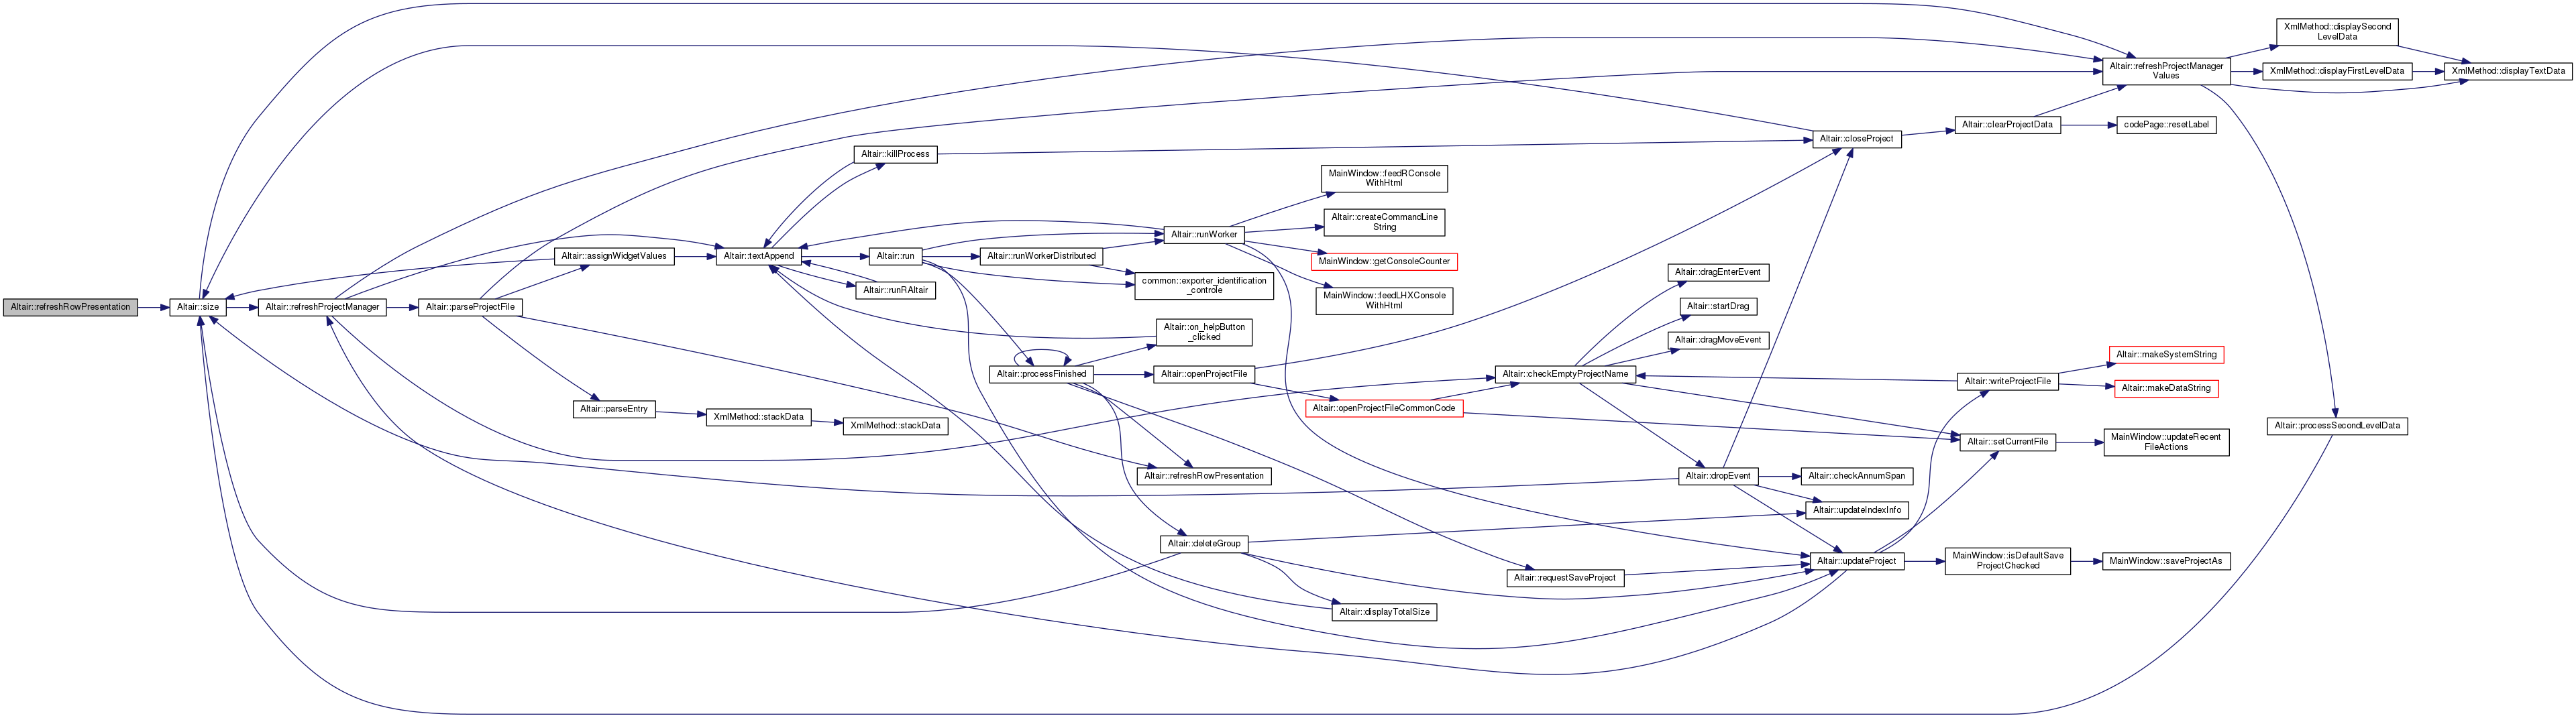 Altair::refreshRowPresentation
Altair::size
Altair::refreshProjectManager
Altair::parseProjectFile
Altair::assignWidgetValues
Altair::parseEntry
XmlMethod::stackData
XmlMethod::stackData
Altair::textAppend
Altair::killProcess
Altair::run
Altair::runRAltair
Altair::runWorkerDistributed
common::exporter_identification
_controle
Altair::processFinished
Altair::runWorker
Altair::on_helpButton
_clicked
Altair::openProjectFile
Altair::refreshRowPresentation
Altair::deleteGroup
MainWindow::feedRConsole
WithHtml
Altair::createCommandLine
String
MainWindow::getConsoleCounter
MainWindow::feedLHXConsole
WithHtml
Altair::openProjectFileCommonCode
Altair::displayTotalSize
Altair::checkEmptyProjectName
Altair::requestSaveProject
Altair::dragEnterEvent
Altair::startDrag
Altair::dragMoveEvent
Altair::dropEvent
Altair::closeProject
Altair::checkAnnumSpan
Altair::updateIndexInfo
Altair::updateProject
Altair::clearProjectData
Altair::writeProjectFile
Altair::setCurrentFile
MainWindow::isDefaultSave
ProjectChecked
Altair::refreshProjectManager
Values
codePage::resetLabel
Altair::makeSystemString
Altair::makeDataString
MainWindow::updateRecent
FileActions
MainWindow::saveProjectAs
XmlMethod::displaySecond
LevelData
XmlMethod::displayFirstLevelData
Altair::processSecondLevelData
XmlMethod::displayTextData